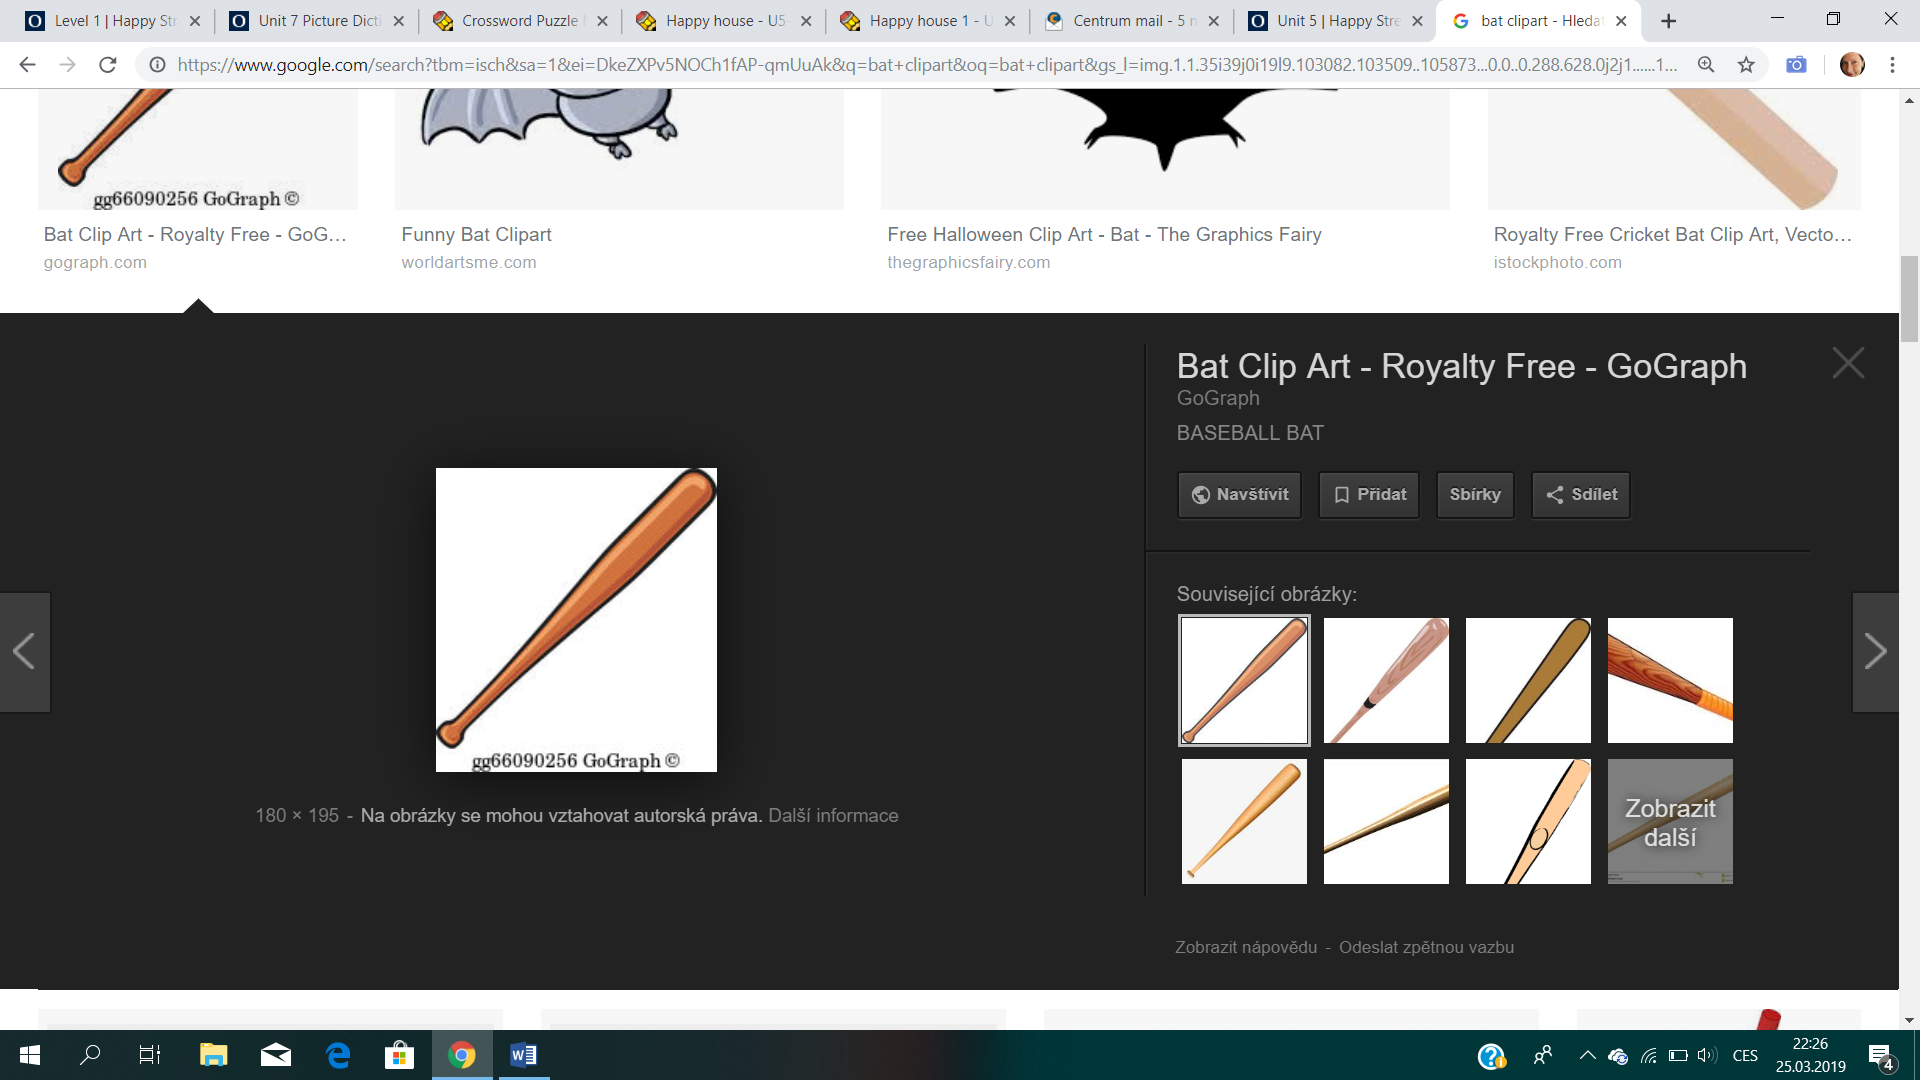 Level 1 | Happy Str
Unit 7 Picture Dicti
Crossword Puzzle
Happy house - U5
Happy house 1 - U
Centrum mail - 5 n
Unit 5 | Happy Stre
bat clipart - Hledat
https://www.google.com/search?tbm=isch&sa=1&ei=DkeZXPv5NOCh1fAP-qmUuAk&q=bat+clipart&oq=bat+clipart&gs_l=img.1.1.35i39j0i19l9.103082.103509..105873...0.0..0.288.628.0j2j1......1...
gg66090256 GoGraph ©
Bat Clip Art - Royalty Free - GoG...
gograph.com
Funny Bat Clipart
worldartsme.com
Free Halloween Clip Art - Bat - The Graphics Fairy
thegraphicsfairy.com
Royalty Free Cricket Bat Clip Art, Vecto...
istockphoto.com
gg66090256 GoGraph ©
180 × 195 - Na obrázky se mohou vztahovat autorská práva. Další informace
Bat Clip Art - Royalty Free - GoGraph
GoGraph
BASEBALL BAT
Navštívit
Přidat
Sbírky
Sdílet
Související obrázky:
Zobrazit
další
Zobrazit nápovědu - Odeslat zpětnou vazbu
CES
22:26
25.03.2019
4